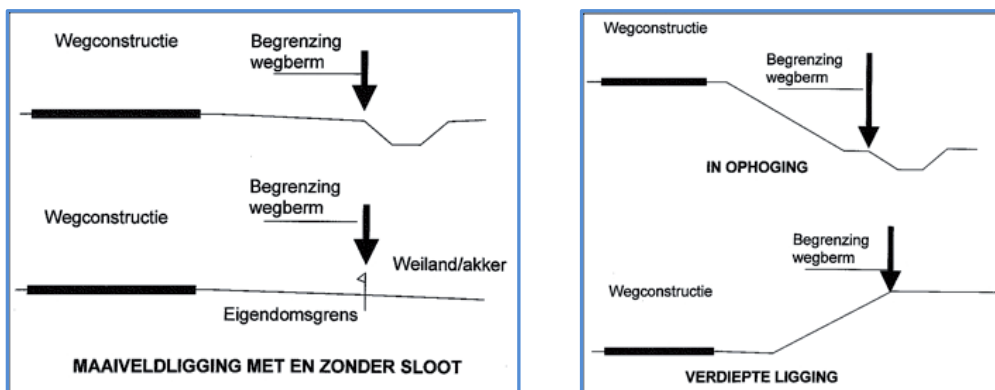 Wegconstructie
Begrenzing
wegberm
Wegconstructie
Begrenzing
wegberm
Weiland/akker
Eigendomsgrens
MAAIVELDLIGGING MET EN ZONDER SLOOT
Wegconstructie
Begrenzing
wegberm
IN OPHOGING
Begrenzing
wegberm
Wegconstructie
VERDIEPTE LIGGING